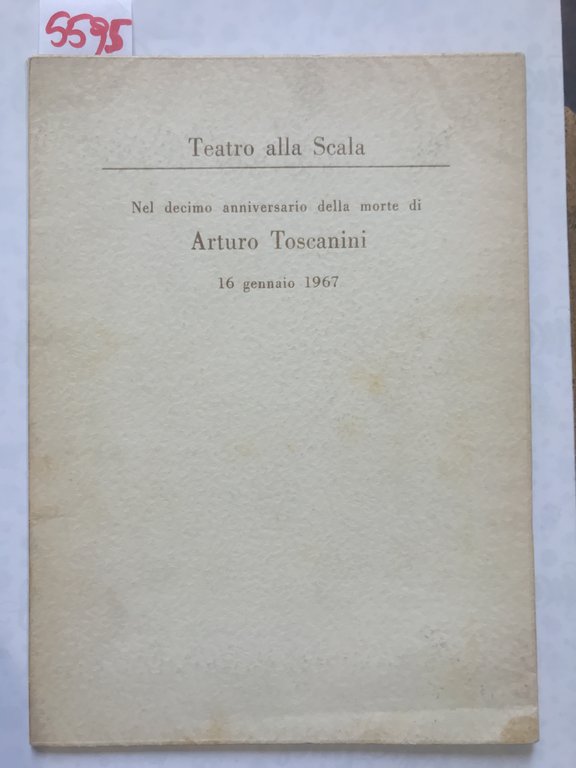 5595
Teatro alla Scala
Nel decimo anniversario della morte di
Arturo Toscanini
16 gennaio 1967